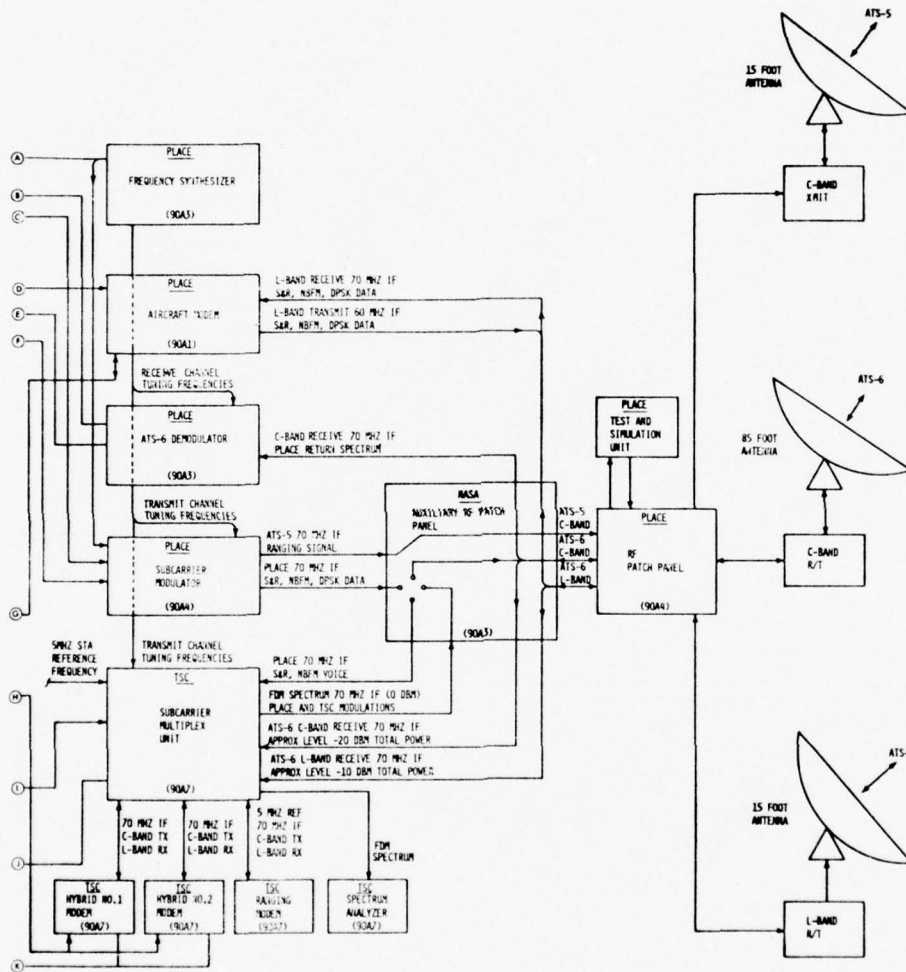 ATS-5
15 FOOT
ANTENNA
C-BAND
XMIT
A
B
C
D
E
F
G
H
I
J
K
PLACE
FREQUENCY SYNTHESIZER
(90A3)
PLACE
AIRCRAFT MODEM
(90A1)
L-BAND RECEIVE 70 MHZ IF
S&R, NBFM, DPSK DATA
L-BAND TRANSMIT 60 MHZ IF
S&R, NBFM, DPSK DATA
RECEIVE CHANNEL
TUNING FREQUENCIES
PLACE
ATS-6 DEMODULATOR
(90A3)
C-BAND RECEIVE 70 MHZ IF
PLACE RETURN SPECTRUM
TRANSMIT CHANNEL
TUNING FREQUENCIES
PLACE
SUBCARRIER
MODULATOR
(90A4)
ATS-5 70 MHZ IF
RANGING SIGNAL
PLACE 70 MHZ IF
S&R, NBFM, DPSK DATA
NASA
AUXILIARY RF PATCH
PANEL
(90A3)
PLACE
TEST AND
SIMULATION
UNIT
ATS-5
C-BAND
ATS-6
C-BAND
ATS-6
L-BAND
PLACE
RF
PATCH PANEL
(90A4)
ATS-6
85 FOOT
ANTENNA
C-BAND
R/T
5MHZ STA
REFERENCE
FREQUENCY
TRANSMIT CHANNEL
TUNING FREQUENCIES
TSC
SUBCARRIER
MULTIPLEX
UNIT
(90A7)
PLACE 70 MHZ IF
S&R, NBFM VOICE
FDM SPECTRUM 70 MHZ IF (0 DBM)
PLACE AND TSC MODULATIONS
ATS-6 C-BAND RECEIVE 70 MHZ IF
APPROX LEVEL -20 DBM TOTAL POWER
ATS-6 L-BAND RECEIVE 70 MHZ IF
APPROX LEVEL -10 DBM TOTAL POWER
70 MHZ IF
C-BAND TX
L-BAND RX
70 MHZ IF
C-BAND TX
L-BAND RX
5 MHZ REF
70 MHZ IF
C-BAND TX
L-BAND RX
FDM
SPECTRUM
TSC
HYBRID NO.1
MODEM
(90A7)
TSC
HYBRID NO.2
MODEM
(90A7)
TSC
RANGING
MODEM
(90A7)
TSC
SPECTRUM
ANALYZER
(90A7)
ATS-
15 FOOT
ANTENNA
L-BAND
R/T